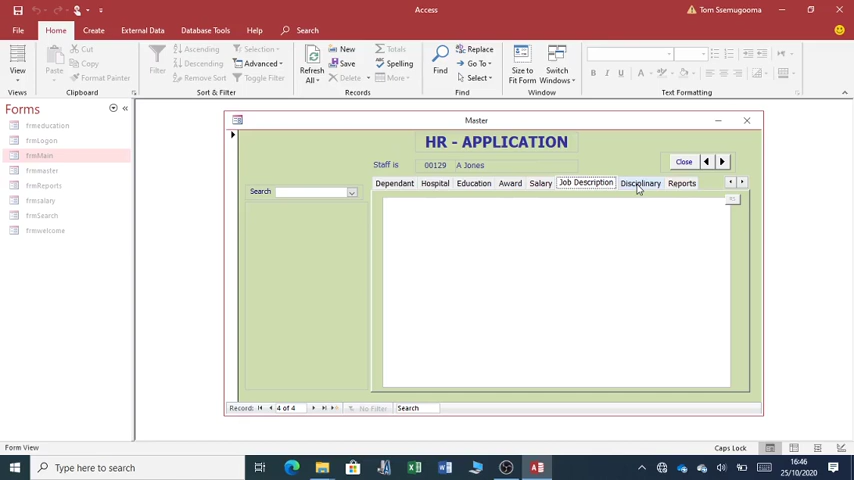 Access
Tom Ssemugooma
File Home Create External Data Database Tools Help Search
View
Paste
Cut
Copy
Format Painter
Filter
Ascending
Descending
Remove Sort
Selection
Advanced
Toggle Filter
Refresh
All
New
Save
Delete
Totals
Spelling
More
Find
Replace
Go To
Select
Size to
Fit Form
Switch
Windows
Views Clipboard Sort & Filter Records Find Window Text Formatting
Forms
frmeducation
frmLogon
frmMain
frmmaster
frmReports
frmsalary
frmSearch
frmwelcome
Master
HR - APPLICATION
Staff is 00129 A Jones
Close
Search
Dependant Hospital Education Award Salary Job Description Disciplinary Reports
Record: 4 of 4 No Filter Search
Form View
Caps Lock
Type here to search
16:46
25/10/2020